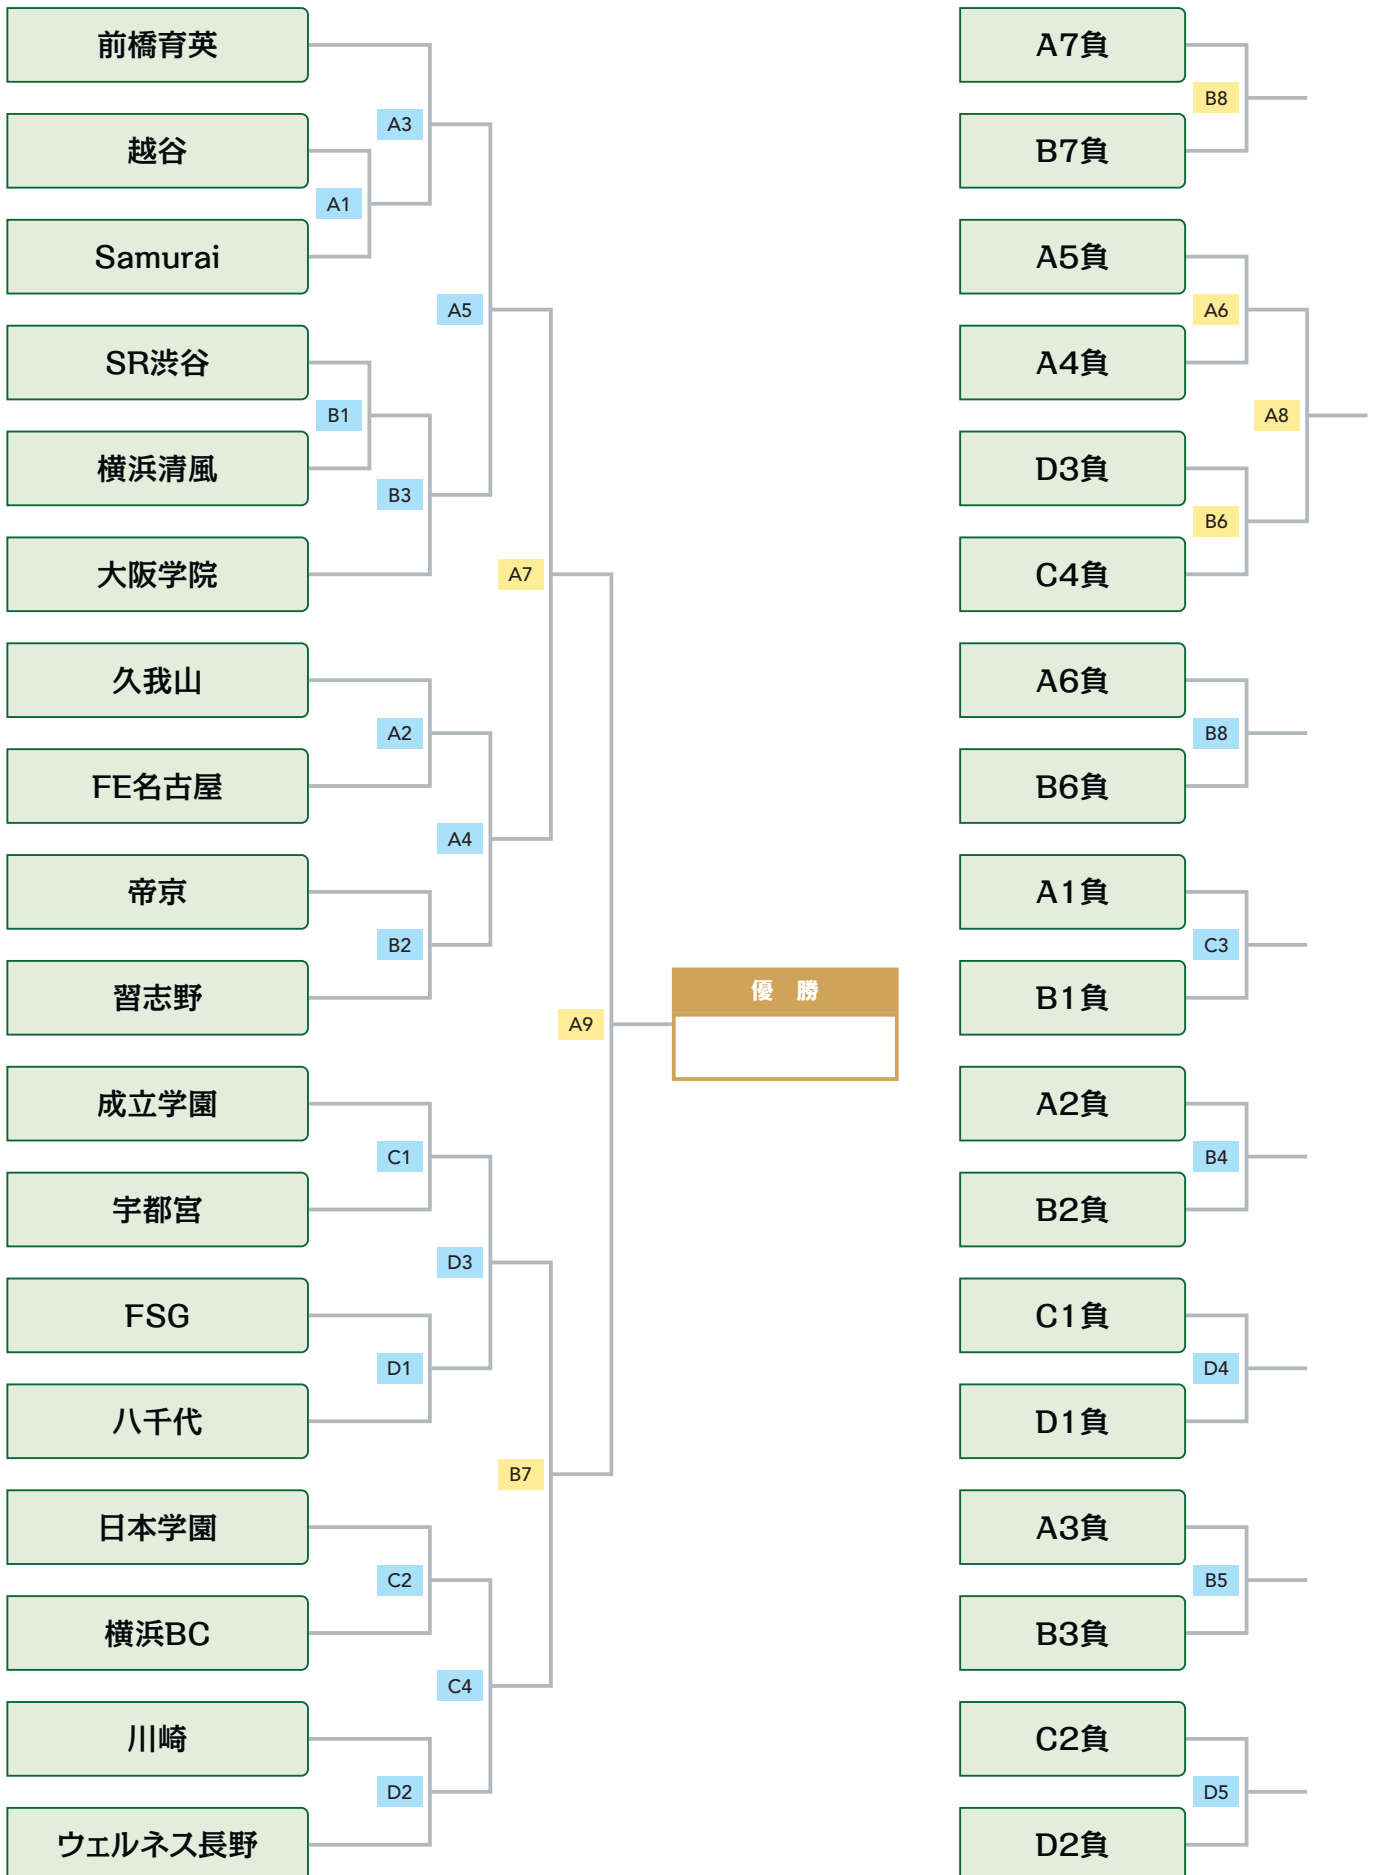 前橋育英
越谷
Samurai
SR渋谷
横浜清風
大阪学院
久我山
FE名古屋
帝京
習志野
成立学園
宇都宮
FSG
八千代
日本学園
横浜BC
川崎
ウェルネス長野
A1
B1
A3
B3
A2
B2
C1
D1
C2
D2
A5
A4
D3
C4
A7
B7
A9
優　勝
A7負
B7負
B8
A5負
A4負
A6
D3負
C4負
B6
A8
A6負
B6負
B8
A1負
B1負
C3
A2負
B2負
B4
C1負
D1負
D4
A3負
B3負
B5
C2負
D2負
D5